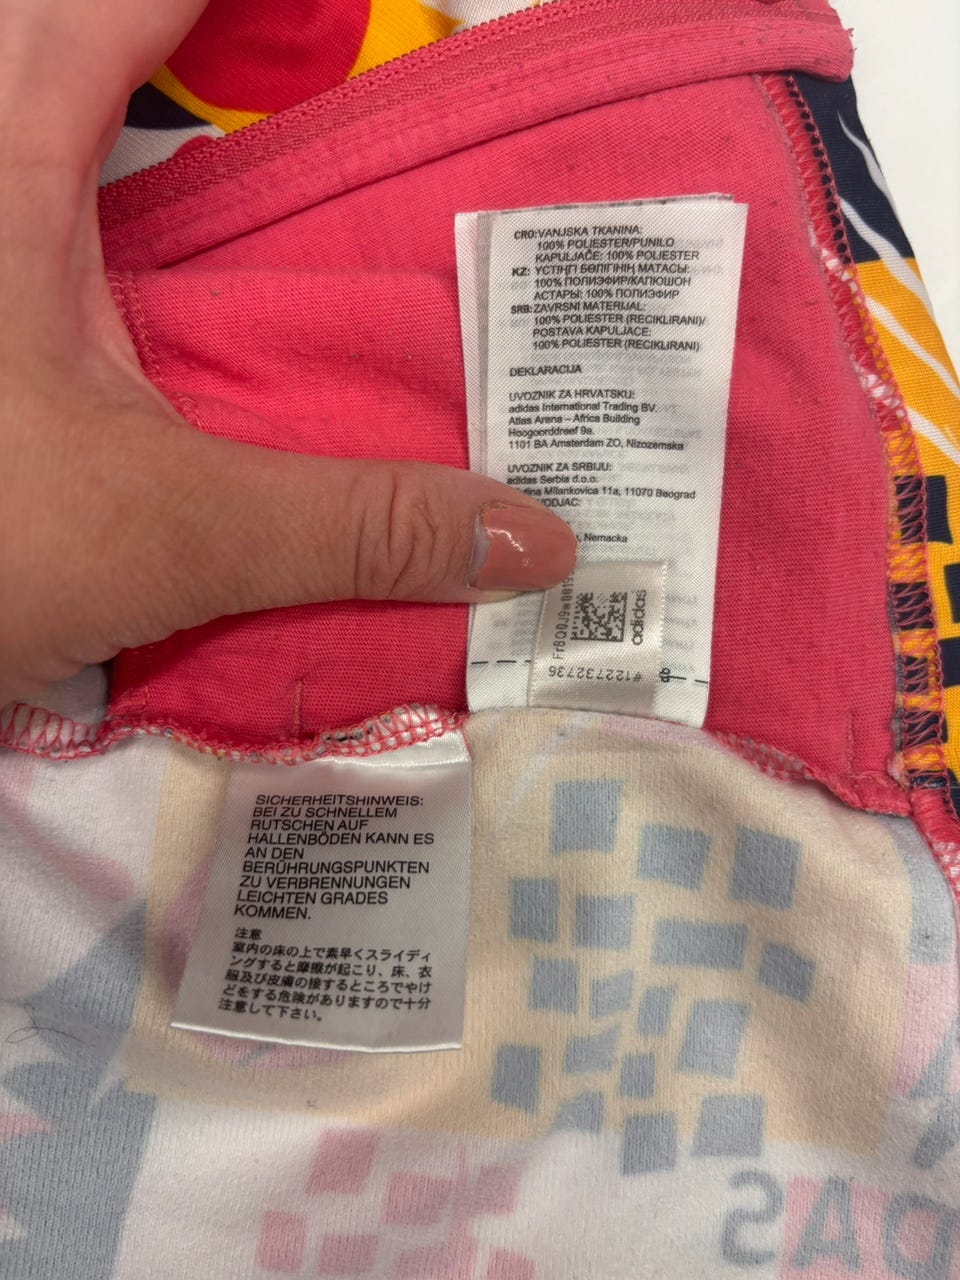 CRO:VANJSKA TKANINA:
100% POLIESTER/PUNILO
KAPULJAČE: 100% POLIESTER
KZ: ҮСТІҢГІ БӨЛІГІНІҢ МАТАСЫ:
100% ПОЛИЭФИР/КАПЮШОН
АСТАРЫ: 100% ПОЛИЭФИР
SRB:ZAVRSNI MATERIJAL:
100% POLIESTER (RECIKLIRANI)/
POSTAVA KAPULJACE:
100% POLIESTER (RECIKLIRANI)
DEKLARACIJA
UVOZNIK ZA HRVATSKU:
adidas International Trading BV.
Atlas Arena – Africa Building
Hoogoorddreef 9a.
1101 BA Amsterdam ZO, Nizozemska
UVOZNIK ZA SRBIJU:
adidas Serbia d.o.o.
Milankovica 11a, 11070 Beograd
Nemacka
adidas
#122732736
SICHERHEITSHINWEIS:
BEI ZU SCHNELLEM
RUTSCHEN AUF
HALLENBÖDEN KANN ES
AN DEN
BERÜHRUNGSPUNKTEN
ZU VERBRENNUNGEN
LEICHTEN GRADES
KOMMEN.
注意
室内の床の上で素早くスライディ
ングすると摩擦が起こり、床、衣
服及び皮膚の接するところでやけ
どをする危険がありますので十分
注意して下さい。
DAS